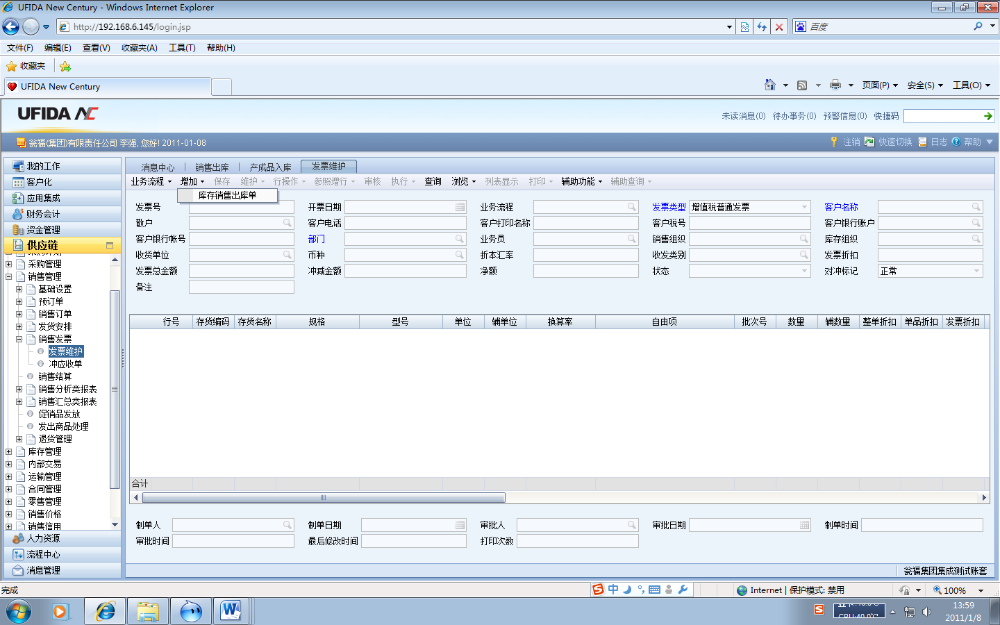 UFIDA New Century - Windows Internet Explorer
http://192.168.6.145/login.jsp
百度
文件(F) 编辑(E) 查看(V) 收藏夹(A) 工具(T) 帮助(H)
收藏夹
UFIDA New Century
页面(P) 安全(S) 工具(O)
UFIDA NC
未读消息(0) 待办事务(0) 预警信息(0) 快捷码
瓮福(集团)有限责任公司 李强, 您好! 2011-01-08
注销 快速切换 日志 帮助
我的工作
客户化
应用集成
财务会计
资金管理
供应链
采购管理
销售管理
基础设置
预订单
销售订单
发货安排
销售发票
发票维护
冲应收单
销售结算
销售分析类报表
销售汇总类报表
促销品发放
发出商品处理
退货管理
库存管理
内部交易
运输管理
合同管理
零售管理
销售价格
销售信用
人力资源
流程中心
消息管理
消息中心 销售出库 产成品入库 发票维护
业务流程 增加 保存 维护 行操作 参照增行 审核 执行 查询 浏览 列表显示 打印 辅助功能 辅助查询
库存销售出库单
发票号 开票日期 业务流程 发票类型 增值税普通发票 客户名称
散户 客户电话 客户打印名称 客户税号 客户银行账户
客户银行帐号 部门 业务员 销售组织 库存组织
收货单位 币种 折本汇率 收发类别 发票折扣
发票总金额 冲减金额 净额 状态 对冲标记 正常
备注
行号 存货编码 存货名称 规格 型号 单位 辅单位 换算率 自由项 批次号 数量 辅数量 整单折扣 单品折扣 发票折扣
合计
制单人 制单日期 审批人 审批日期 制单时间
审批时间 最后修改时间 打印次数
瓮福集团集成测试账套
完成
中
Internet | 保护模式: 禁用
100%
13:59
2011/1/8